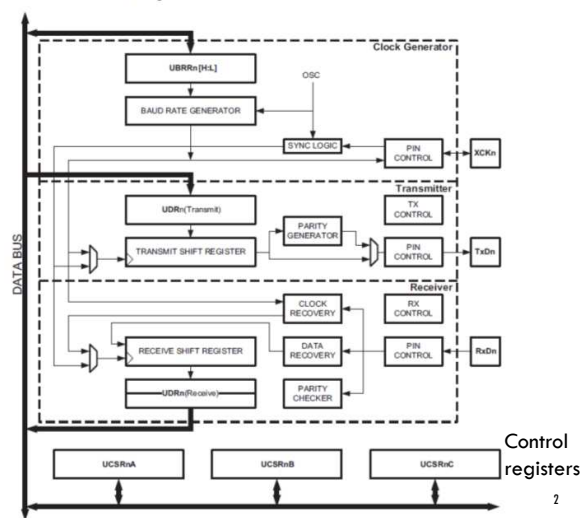 Clock Generator
UBRRn [H:L]
OSC
BAUD RATE GENERATOR
SYNC LOGIC
PIN
CONTROL
XCKn
Transmitter
UDRn(Transmit)
TX
CONTROL
PARITY
GENERATOR
TRANSMIT SHIFT REGISTER
PIN
CONTROL
TxDn
DATA BUS
Receiver
CLOCK
RECOVERY
RX
CONTROL
RECEIVE SHIFT REGISTER
DATA
RECOVERY
PIN
CONTROL
RxDn
UDRn(Receive)
PARITY
CHECKER
UCSRnA
UCSRnB
UCSRnC
Control
registers
2